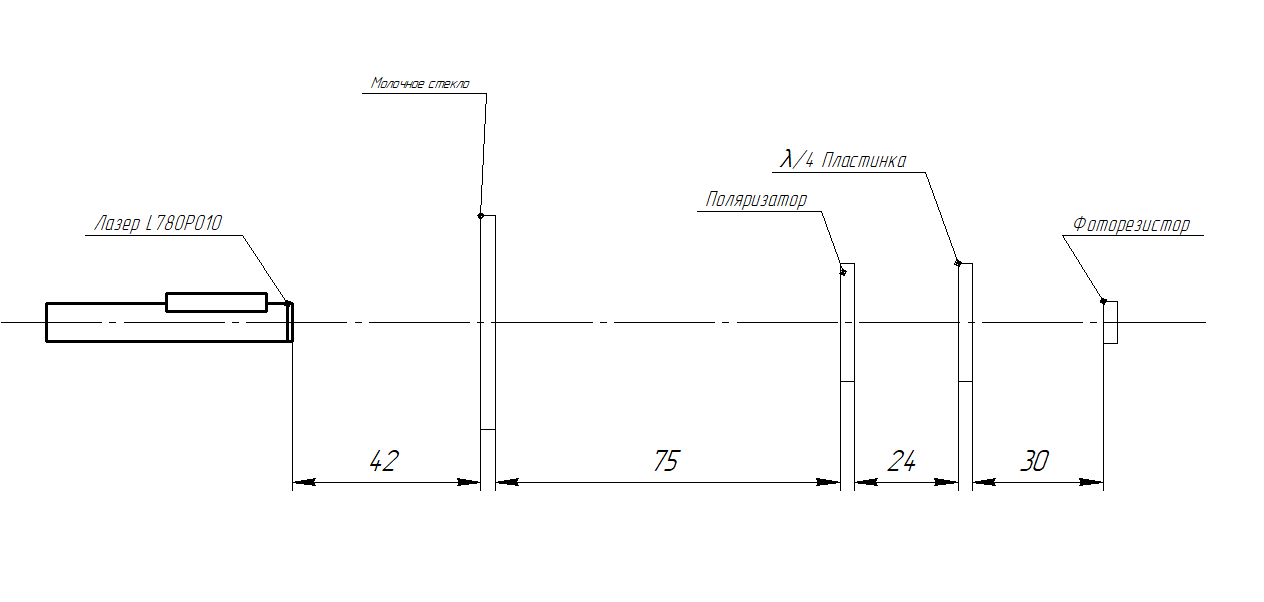 Молочное стекло
λ/4 Пластинка
Поляризатор
Лазер L780P010
Фоторезистор
42
75
24
30